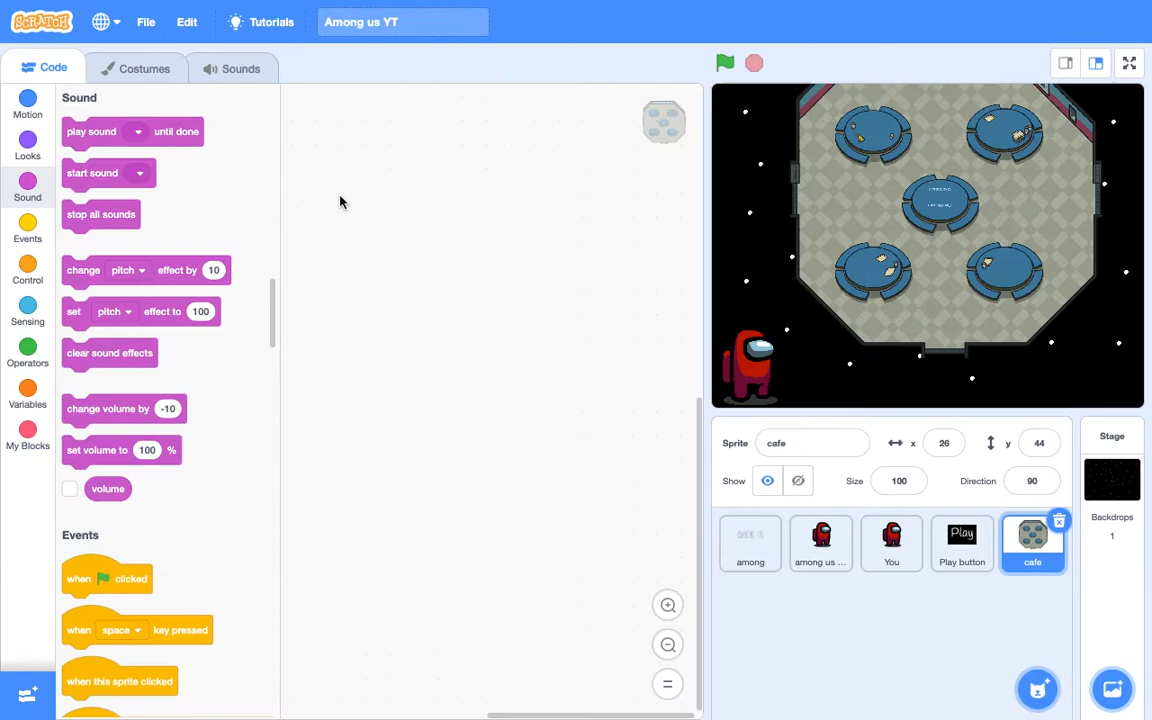 SCRATCH
File
Edit
Tutorials
Among us YT
Code
Costumes
Sounds
Motion
Looks
Sound
Events
Control
Sensing
Operators
Variables
My Blocks
Sound
play sound until done
start sound
stop all sounds
change pitch effect by 10
set pitch effect to 100
clear sound effects
change volume by -10
set volume to 100 %
volume
Events
when clicked
when space key pressed
when this sprite clicked
Sprite cafe x 26 y 44
Show Size 100 Direction 90
among
among us ...
You
Play
Play button
cafe
Stage
Backdrops
1